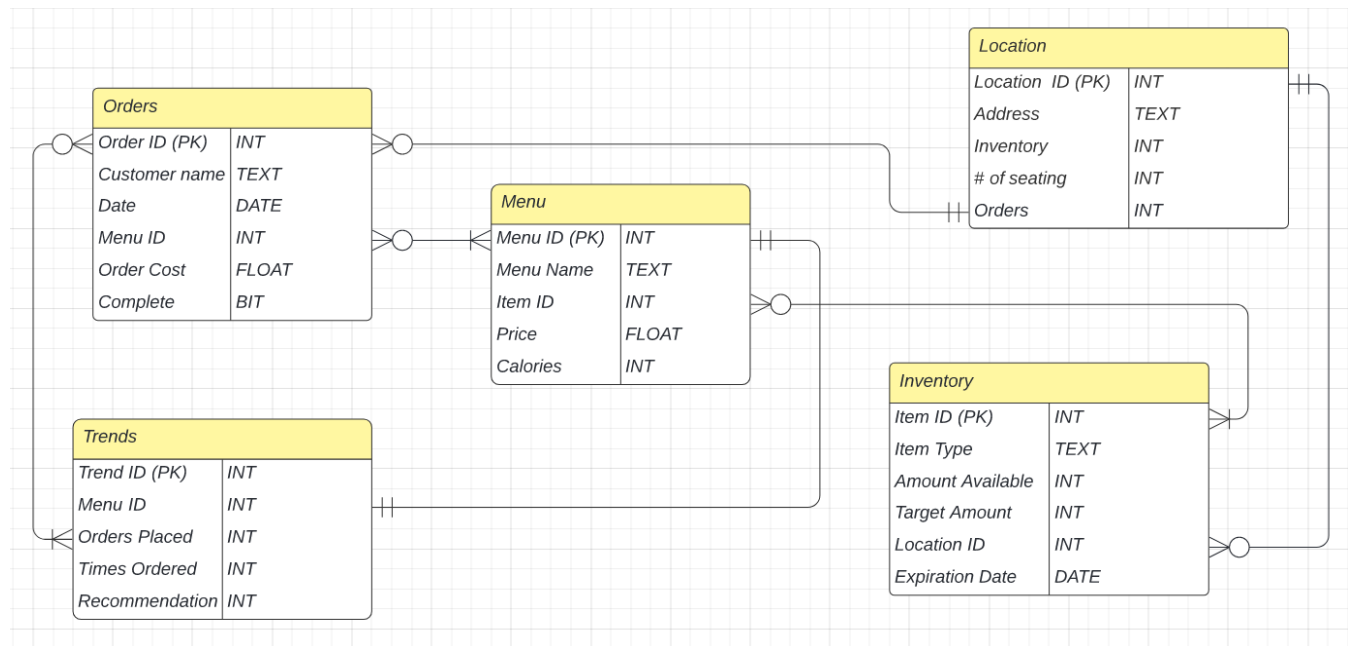 Orders
Order ID (PK) INT
Customer name TEXT
Date DATE
Menu ID INT
Order Cost FLOAT
Complete BIT
Menu
Menu ID (PK) INT
Menu Name TEXT
Item ID INT
Price FLOAT
Calories INT
Location
Location ID (PK) INT
Address TEXT
Inventory INT
# of seating INT
Orders INT
Trends
Trend ID (PK) INT
Menu ID INT
Orders Placed INT
Times Ordered INT
Recommendation INT
Inventory
Item ID (PK) INT
Item Type TEXT
Amount Available INT
Target Amount INT
Location ID INT
Expiration Date DATE